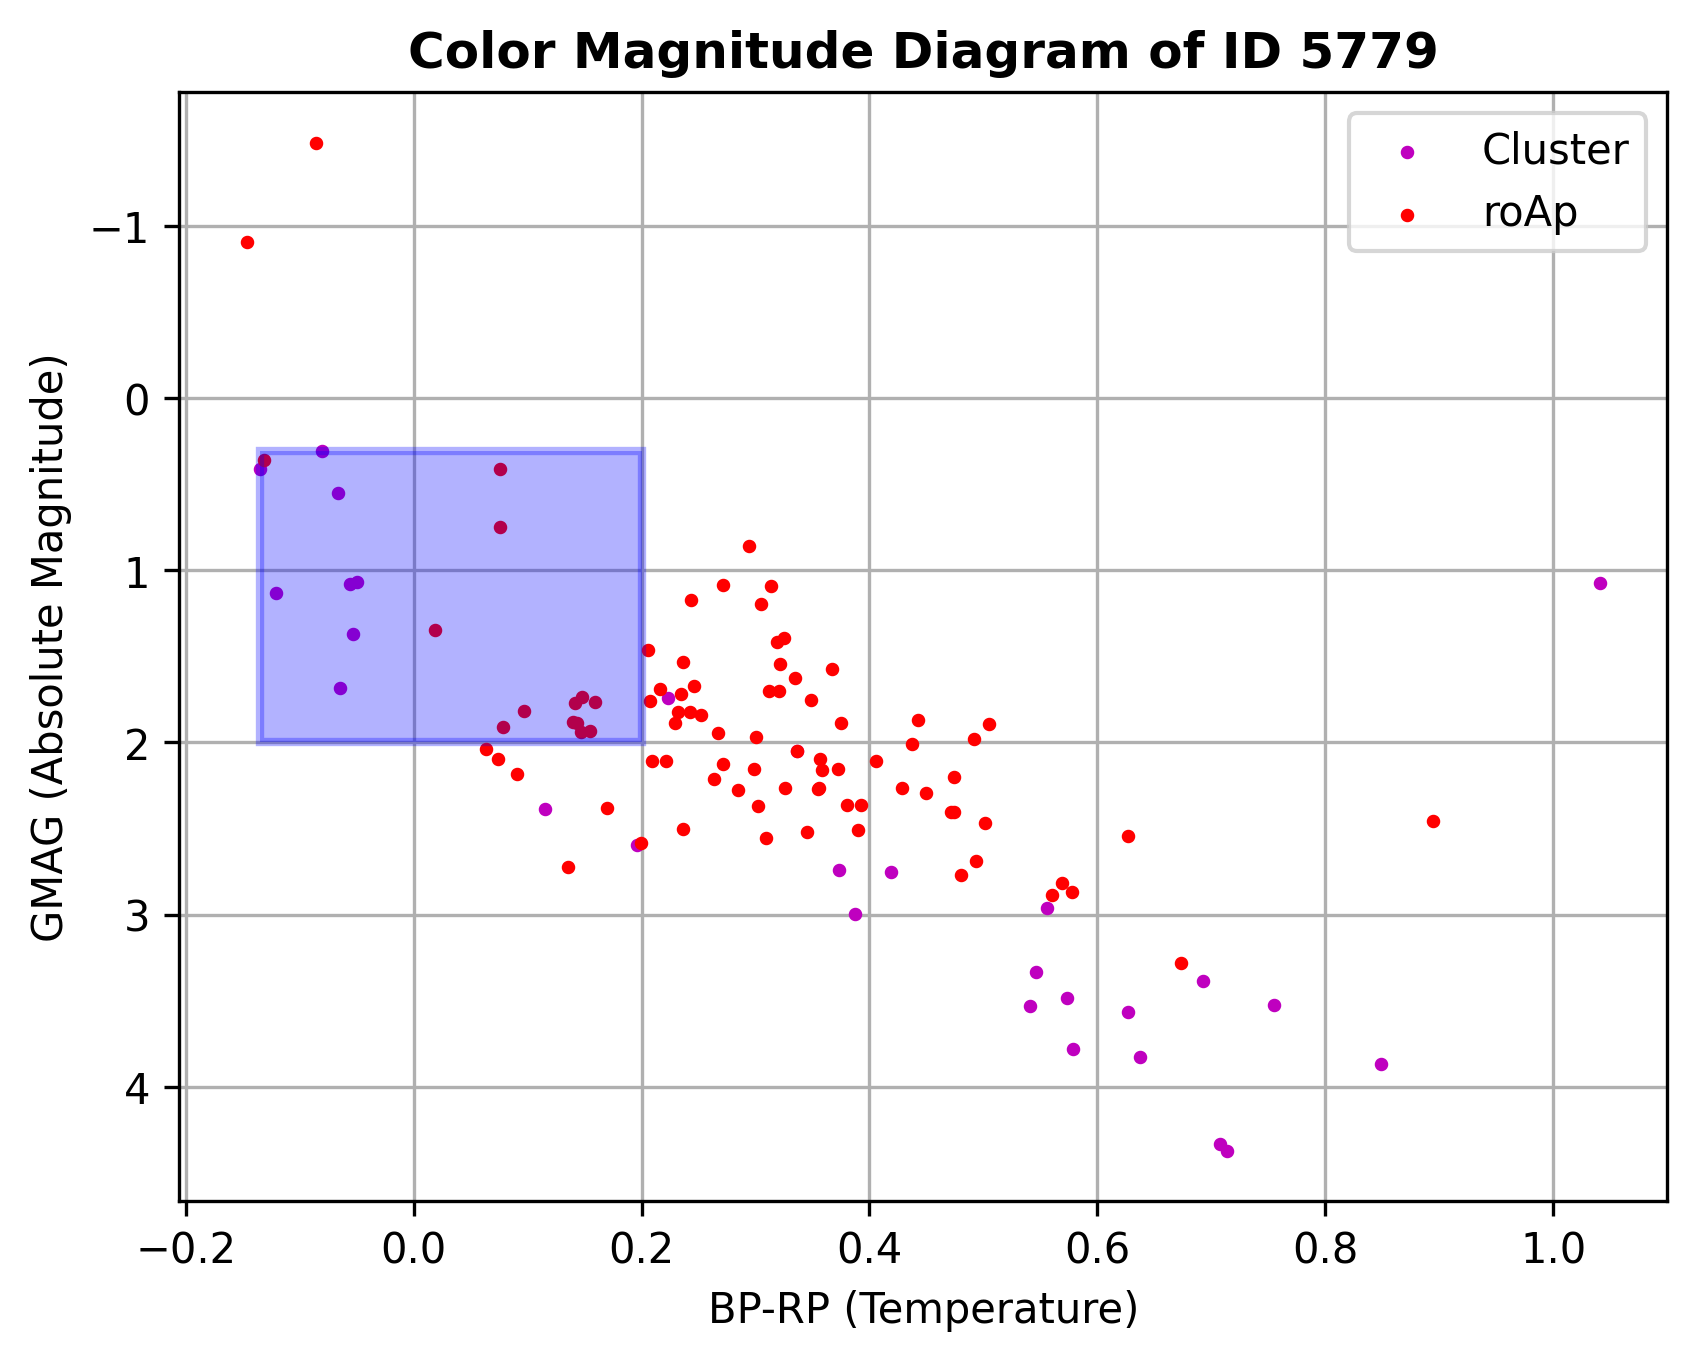 Color Magnitude Diagram of ID 5779
Cluster
roAp
GMAG (Absolute Magnitude)
−1
0
1
2
3
4
−0.2 0.0 0.2 0.4 0.6 0.8 1.0
BP-RP (Temperature)